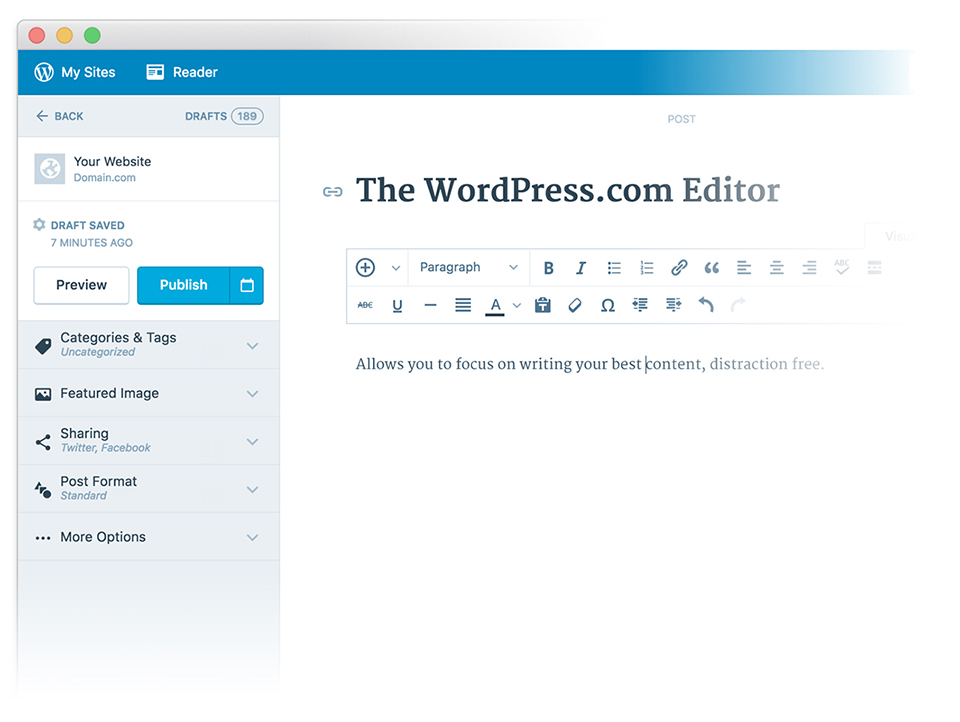 My Sites
Reader
BACK
DRAFTS 189
Your Website
Domain.com
DRAFT SAVED
7 MINUTES AGO
Preview
Publish
Categories & Tags
Uncategorized
Featured Image
Sharing
Twitter, Facebook
Post Format
Standard
More Options
POST
The WordPress.com Editor
Paragraph
B I ABC
ABC U A T Ω
Allows you to focus on writing your best content, distraction free.